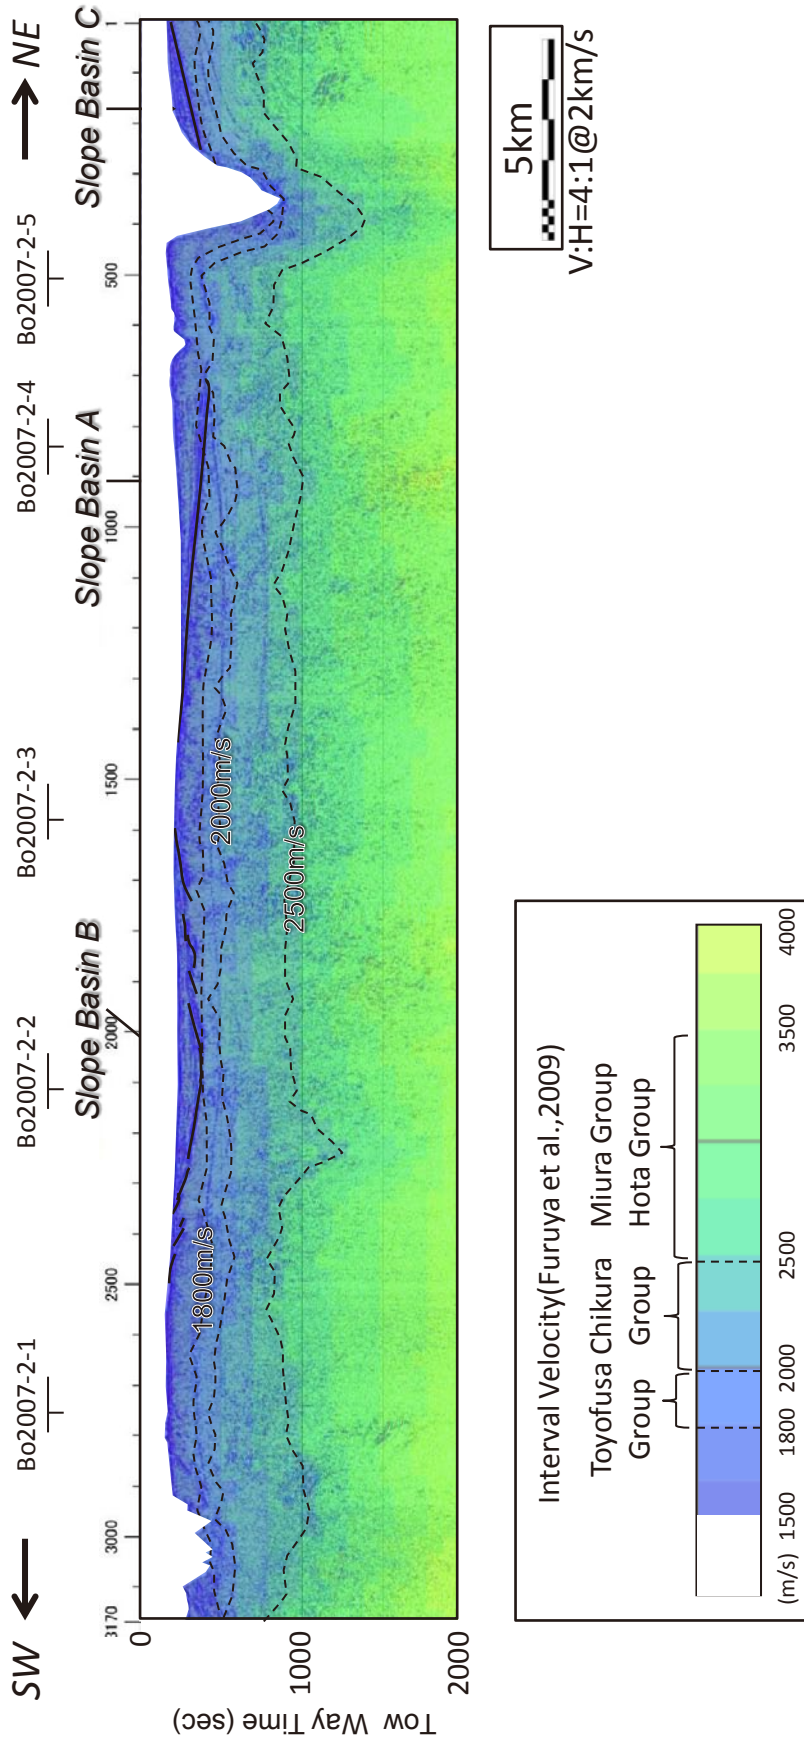 SW
NE
Bo2007-2-1
Bo2007-2-2
Bo2007-2-3
Bo2007-2-4
Bo2007-2-5
Slope Basin B
Slope Basin A
Slope Basin C
3170
3000
2500
2000
1500
1000
500
1
0
1000
2000
Tow Way Time (sec)
1800m/s
2000m/s
2500m/s
Interval Velocity(Furuya et al.,2009)
Toyofusa Chikura Miura Group
Group Group Hota Group
(m/s) 1500 1800 2000 2500 3500 4000
5km
V:H=4:1@2km/s